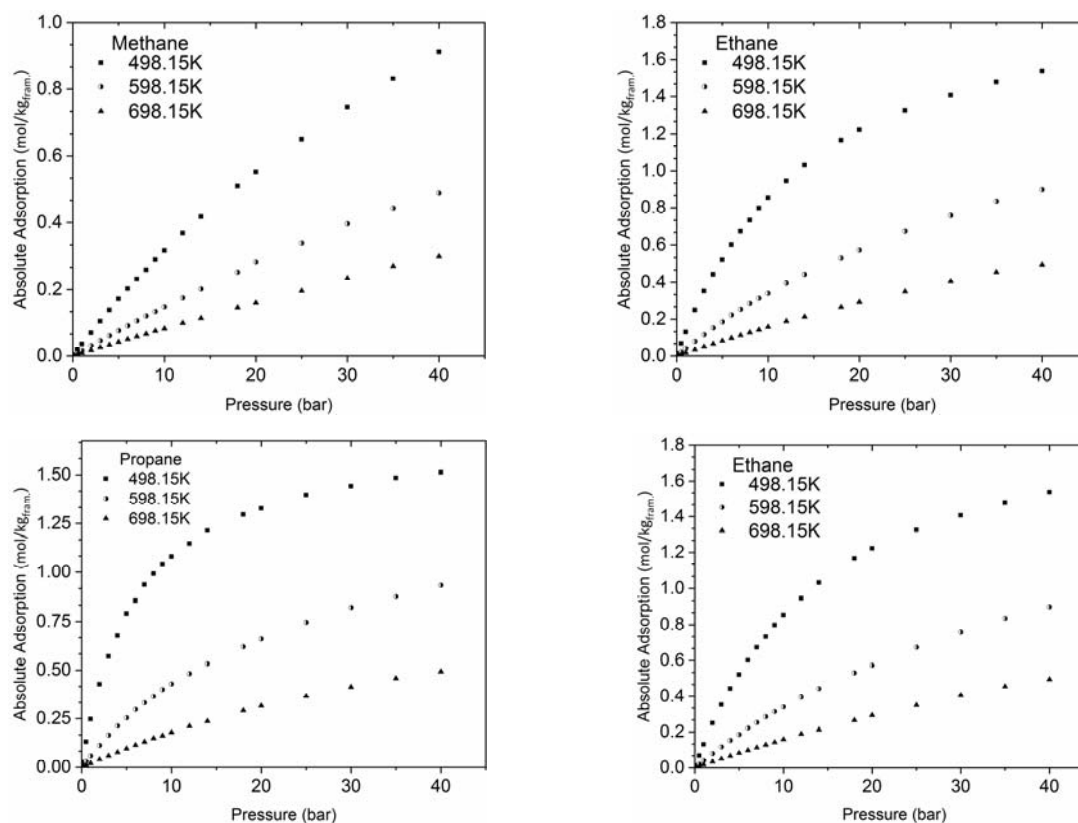 Methane
498.15K
598.15K
698.15K
1.0
0.8
0.6
0.4
0.2
0.0
Absolute Adsorption (mol/kgfram.)
0
10
20
30
40
Pressure (bar)
Ethane
498.15K
598.15K
698.15K
1.8
1.6
1.4
1.2
1.0
0.8
0.6
0.4
0.2
0.0
Absolute Adsorption (mol/kgfram.)
0
10
20
30
40
Pressure (bar)
Propane
498.15K
598.15K
698.15K
1.50
1.25
1.00
0.75
0.50
0.25
0.00
Absolute Adsorption (mol/kgfram.)
0
10
20
30
40
Pressure (bar)
Ethane
498.15K
598.15K
698.15K
1.8
1.6
1.4
1.2
1.0
0.8
0.6
0.4
0.2
0.0
Absolute Adsorption (mol/kgfram.)
0
10
20
30
40
Pressure (bar)